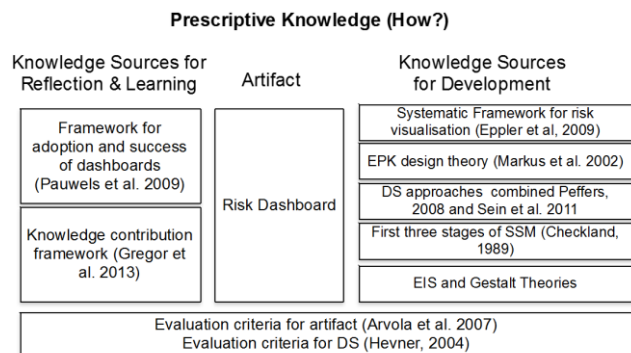 Prescriptive Knowledge (How?)
Knowledge Sources for
Reflection & Learning
Artifact
Knowledge Sources
for Development
Framework for
adoption and success
of dashboards
(Pauwels et al. 2009)
Knowledge contribution
framework (Gregor et
al. 2013)
Risk Dashboard
Systematic Framework for risk
visualisation (Eppler et al, 2009)
EPK design theory (Markus et al. 2002)
DS approaches combined Peffers,
2008 and Sein et al. 2011
First three stages of SSM (Checkland,
1989)
EIS and Gestalt Theories
Evaluation criteria for artifact (Arvola et al. 2007)
Evaluation criteria for DS (Hevner, 2004)